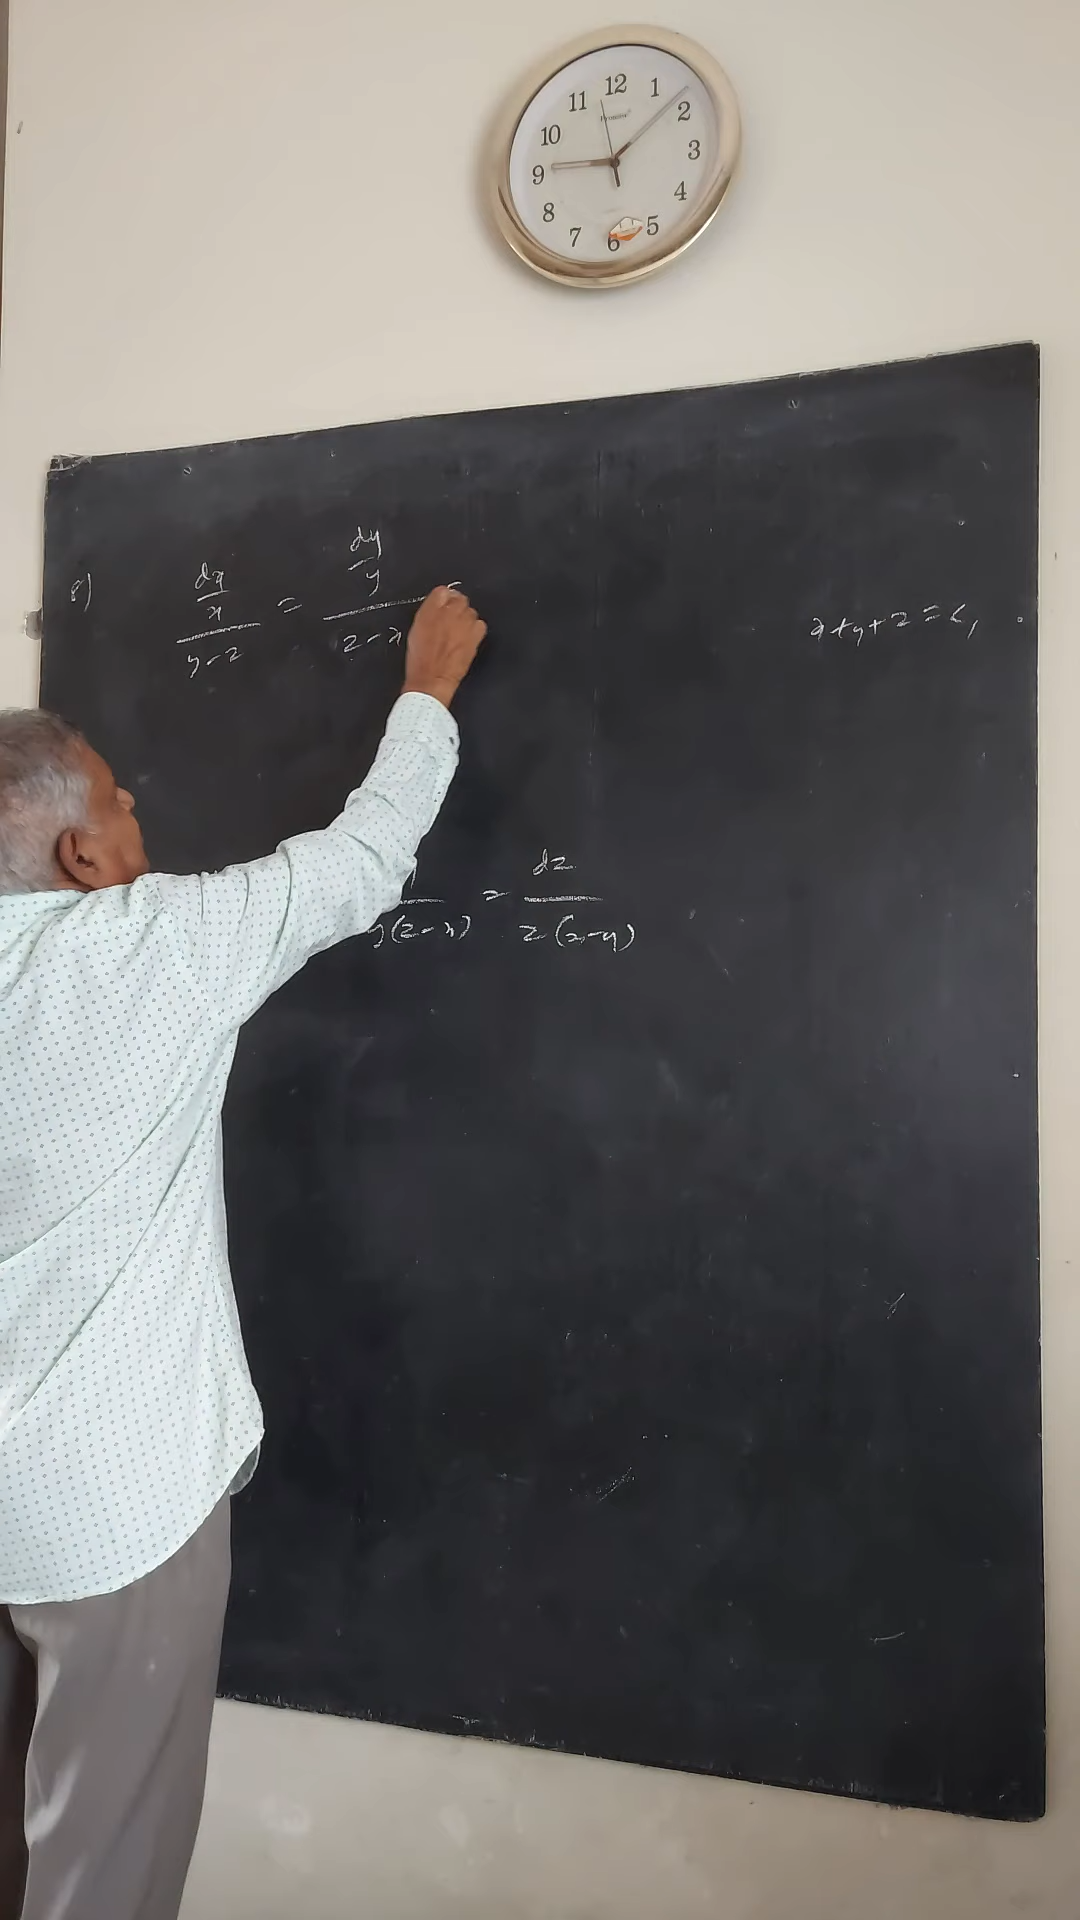 12
11 1
10 2
9 3
8 4
7 6 5
8)
dx/x / y-z = dy/y / z-x =
x+y+z = c,
y(z-x) = dz / z(x-y)